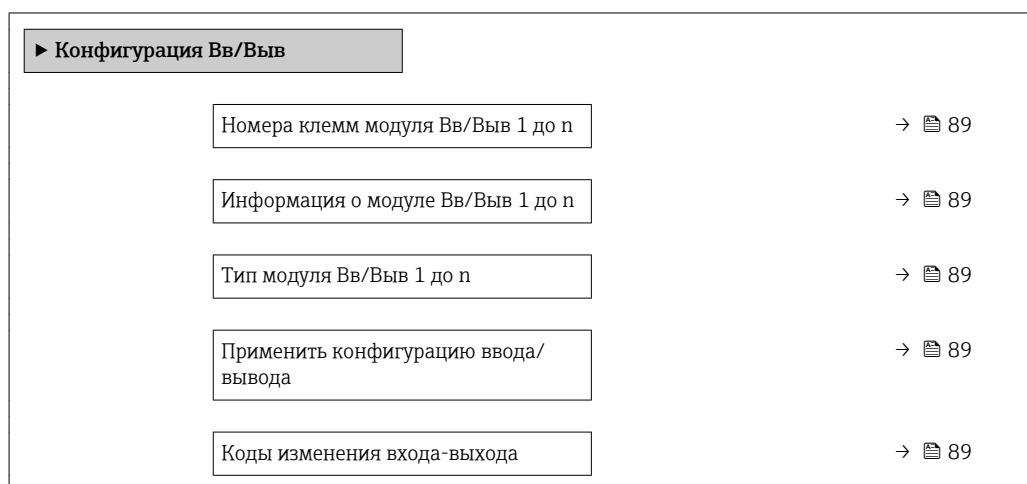 ► Конфигурация Вв/Выв
Номера клемм модуля Вв/Выв 1 до n → 89
Информация о модуле Вв/Выв 1 до n → 89
Тип модуля Вв/Выв 1 до n → 89
Применить конфигурацию ввода/ → 89
вывода
Коды изменения входа-выхода → 89